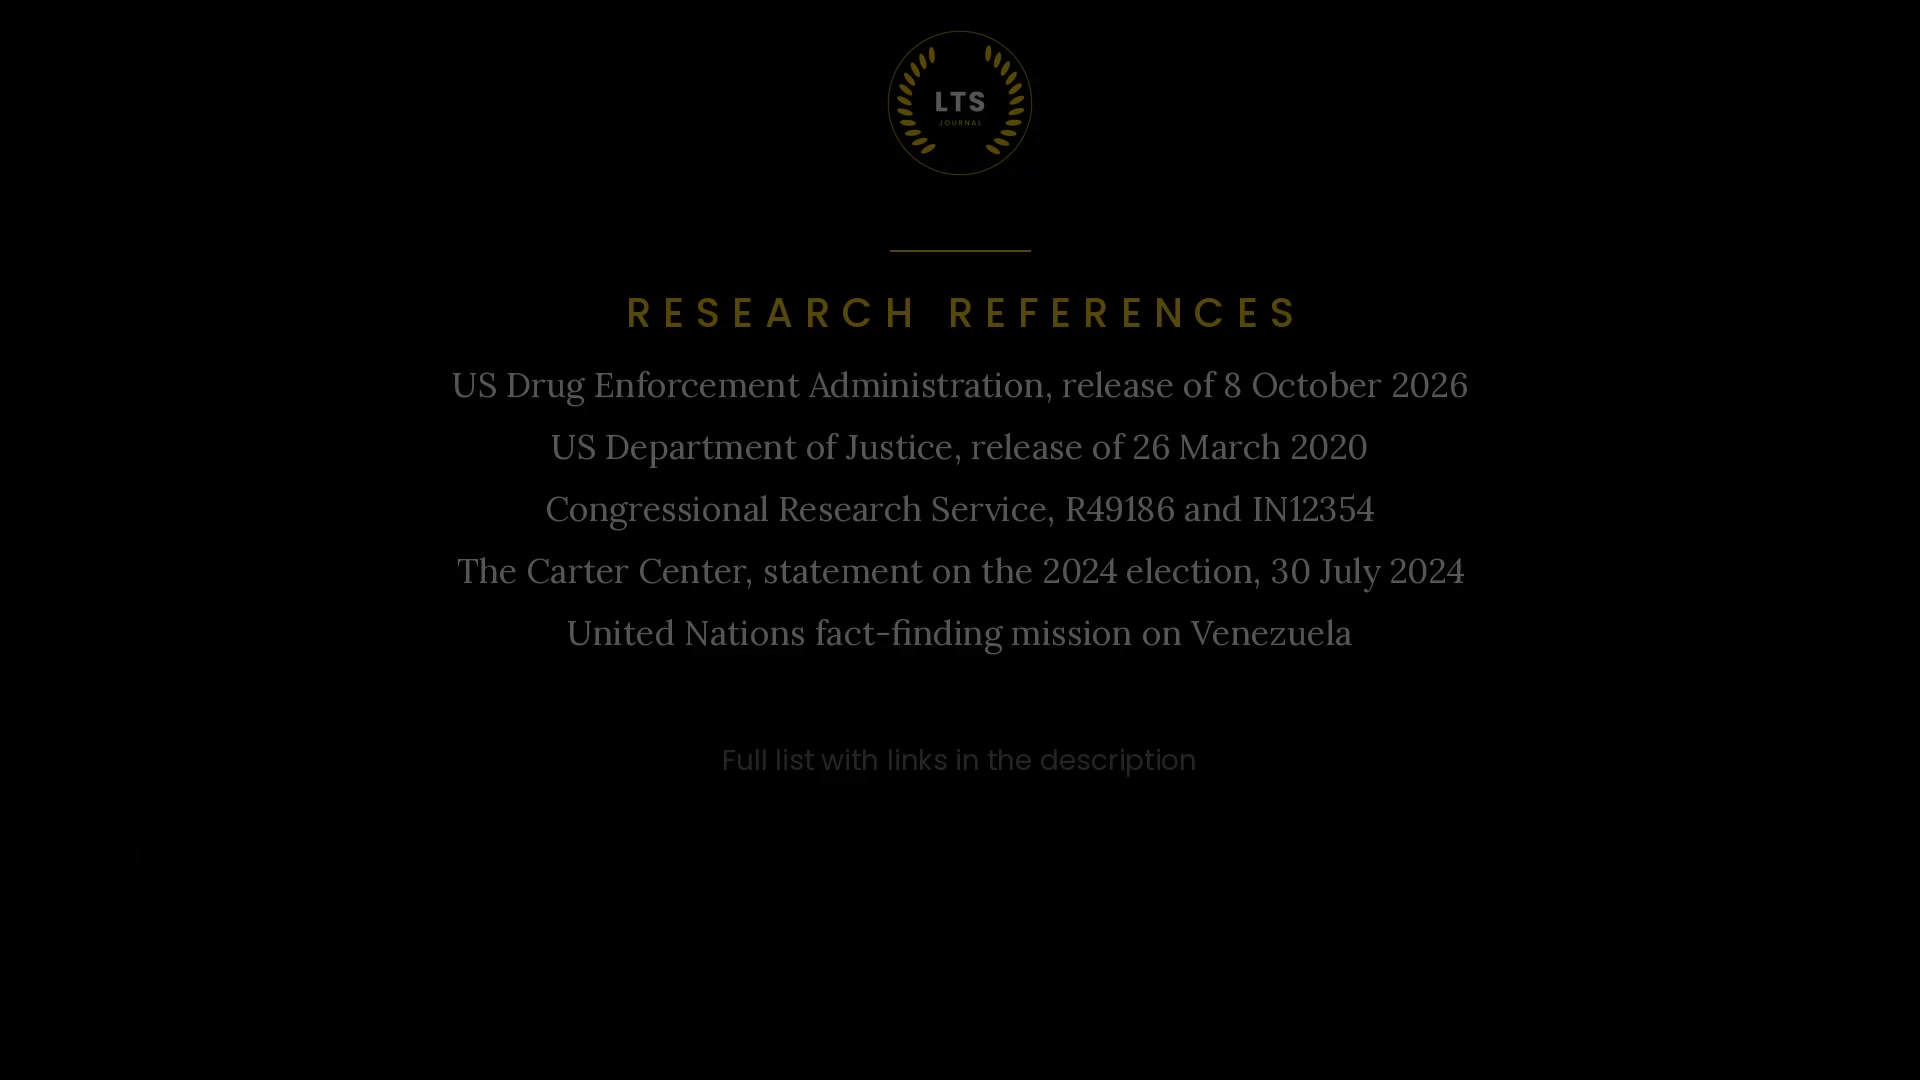 LTS
JOURNAL
RESEARCH REFERENCES
US Drug Enforcement Administration, release of 8 October 2026
US Department of Justice, release of 26 March 2020
Congressional Research Service, R49186 and IN12354
The Carter Center, statement on the 2024 election, 30 July 2024
United Nations fact-finding mission on Venezuela
Full list with links in the description